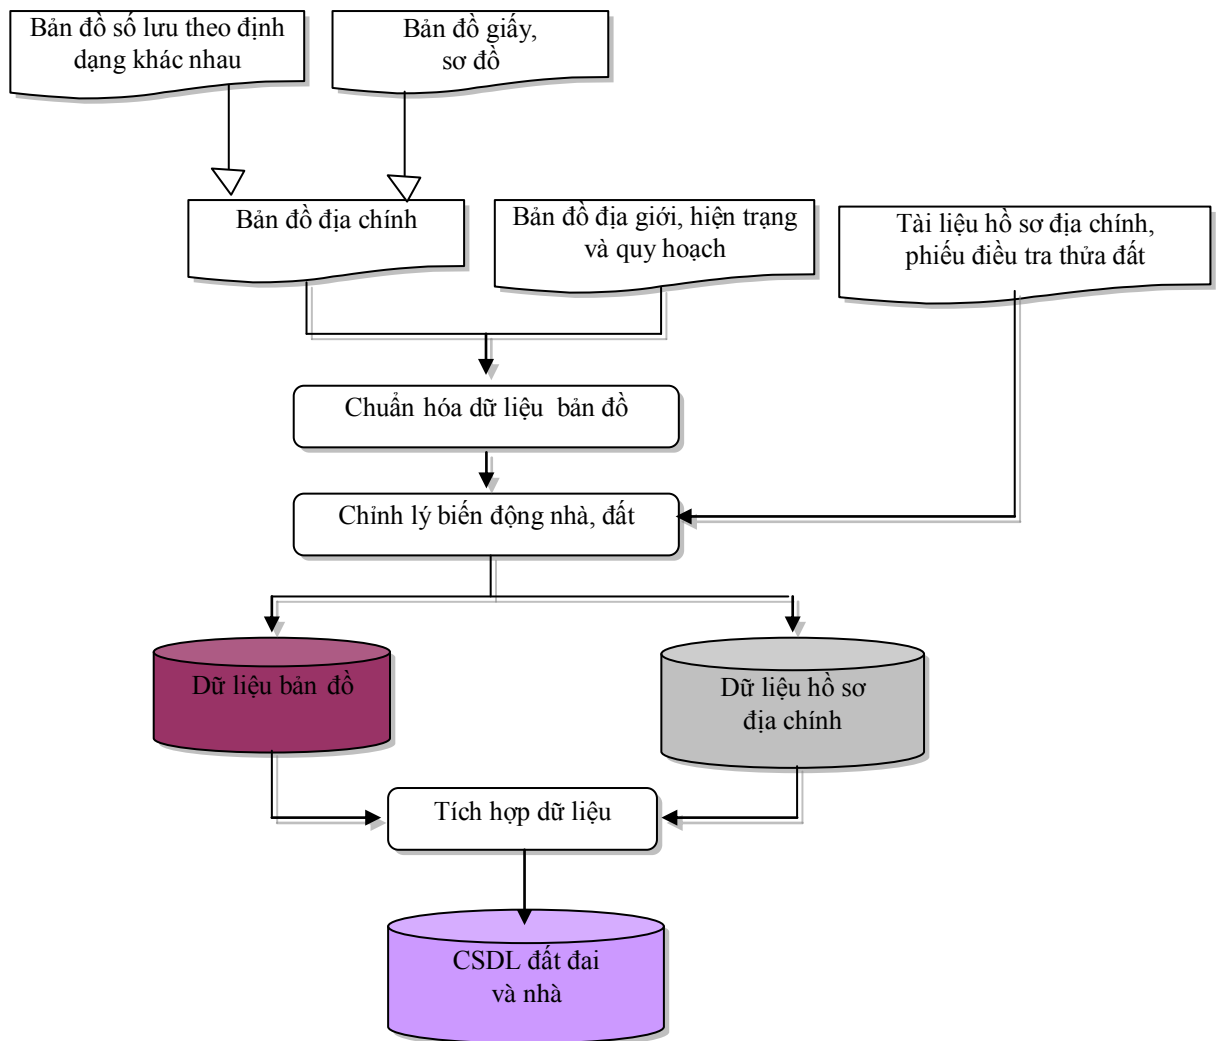 Bản đồ số lưu theo định
dạng khác nhau
Bản đồ giấy,
sơ đồ
Bản đồ địa chính
Bản đồ địa giới, hiện trạng
và quy hoạch
Tài liệu hồ sơ địa chính,
phiếu điều tra thửa đất
Chuẩn hóa dữ liệu bản đồ
Chỉnh lý biến động nhà, đất
Dữ liệu bản đồ
Dữ liệu hồ sơ
địa chính
Tích hợp dữ liệu
CSDL đất đai
và nhà